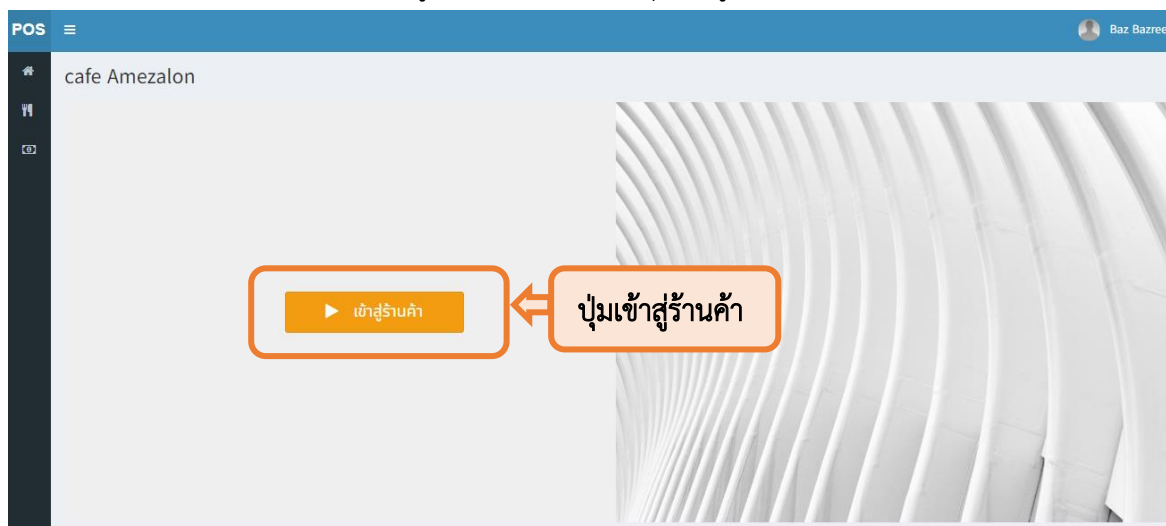 POS
Baz Bazree
cafe Amezalon
เข้าสู่ร้านค้า
ปุ่มเข้าสู่ร้านค้า